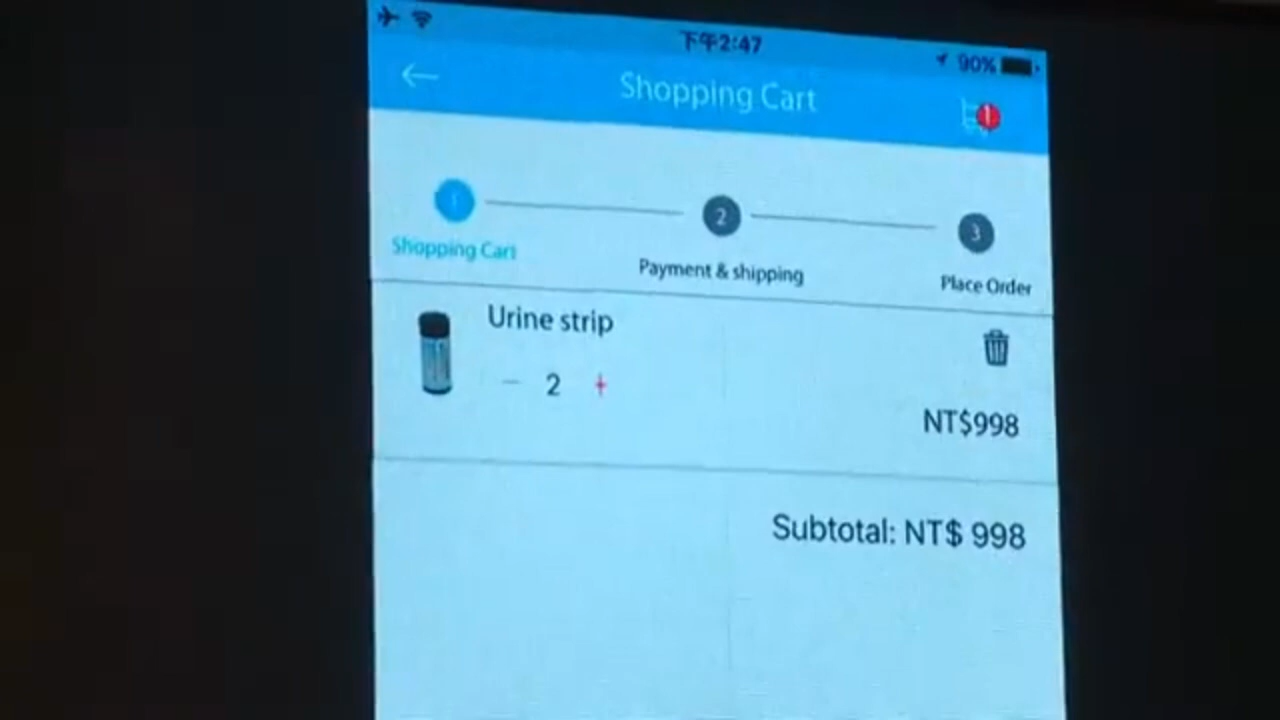 下午2:47
90%
Shopping Cart
1
1
2
3
Shopping Cart
Payment & shipping
Place Order
Urine strip
− 2 +
NT$998
Subtotal: NT$ 998